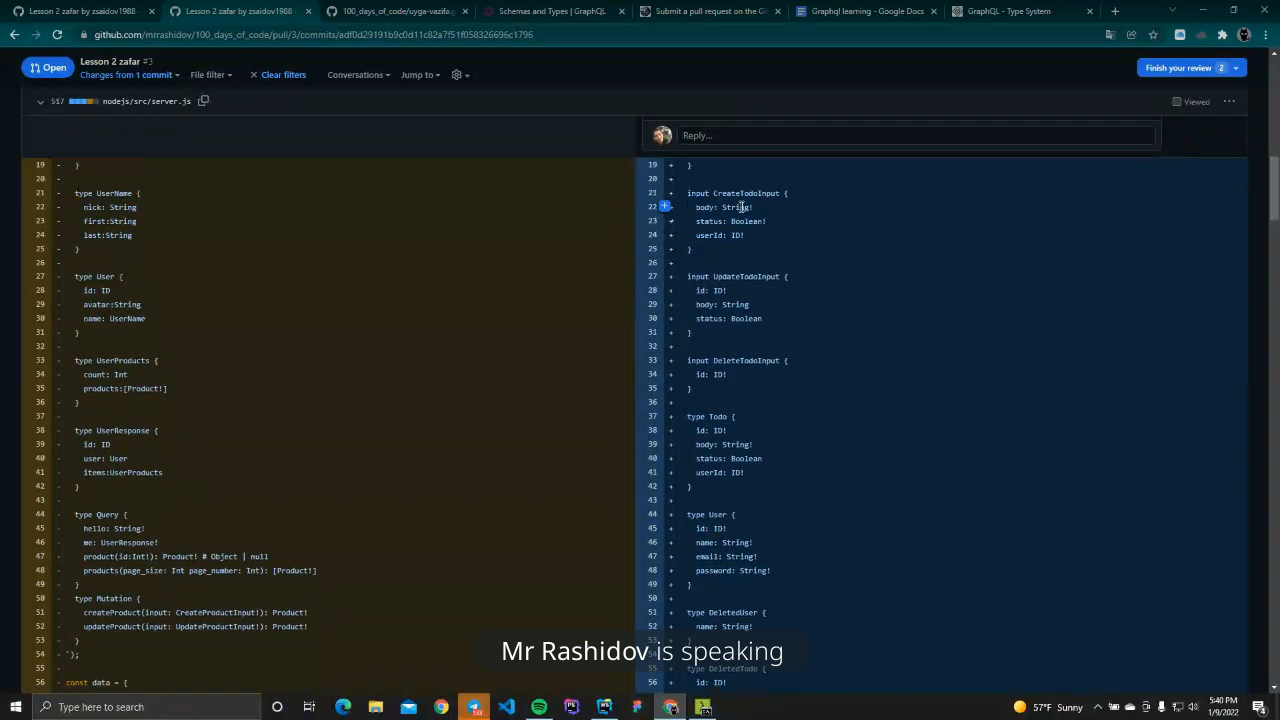 Lesson 2 zafar by zsaidov1988
Lesson 2 zafar by zsaidov1988
100_days_of_code/uyga-vazifa.g
Schemas and Types | GraphQL
Submit a pull request on the Gi
Graphql learning - Google Docs
GraphQL - Type System
github.com/mrrashidov/100_days_of_code/pull/3/commits/adf0d29191b9c0d11c82a7f51f058326696c1796
Open
Lesson 2 zafar #3
Changes from 1 commit
File filter
Clear filters
Conversations
Jump to
Finish your review 2
517 nodejs/src/server.js
Viewed
Reply...
19 - }
20 -
21 - type UserName {
22 - nick: String
23 - first:String
24 - last:String
25 - }
26 -
27 - type User {
28 - id: ID
29 - avatar:String
30 - name: UserName
31 - }
32 -
33 - type UserProducts {
34 - count: Int
35 - products:[Product!]
36 - }
37 -
38 - type UserResponse {
39 - id: ID
40 - user: User
41 - items:UserProducts
42 - }
43 -
44 - type Query {
45 - hello: String!
46 - me: UserResponse!
47 - product(id:Int!): Product! # Object | null
48 - products(page_size: Int page_number: Int): [Product!]
49 - }
50 - type Mutation {
51 - createProduct(input: CreateProductInput!): Product!
52 - updateProduct(input: UpdateProductInput!): Product!
53 - }
54 - `);
55 -
56 - const data = {
19 + }
20 +
21 + input CreateTodoInput {
22 + body: String!
23 + status: Boolean!
24 + userId: ID!
25 + }
26 +
27 + input UpdateTodoInput {
28 + id: ID!
29 + body: String
30 + status: Boolean
31 + }
32 +
33 + input DeleteTodoInput {
34 + id: ID!
35 + }
36 +
37 + type Todo {
38 + id: ID!
39 + body: String!
40 + status: Boolean
41 + userId: ID!
42 + }
43 +
44 + type User {
45 + id: ID!
46 + name: String!
47 + email: String!
48 + password: String!
49 + }
50 +
51 + type DeletedUser {
52 + name: String!
53 + }
54 +
55 + type DeletedTodo {
56 + id: ID!
Mr Rashidov is speaking
Type here to search
57°F Sunny
5:40 PM
1/9/2022